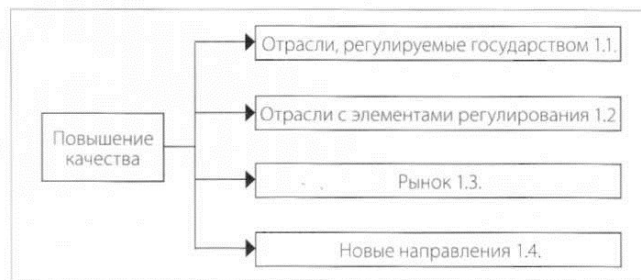 Отрасли, регулируемые государством 1.1.
Отрасли с элементами регулирования 1.2
Повышение
качества
Рынок 1.3.
Новые направления 1.4.